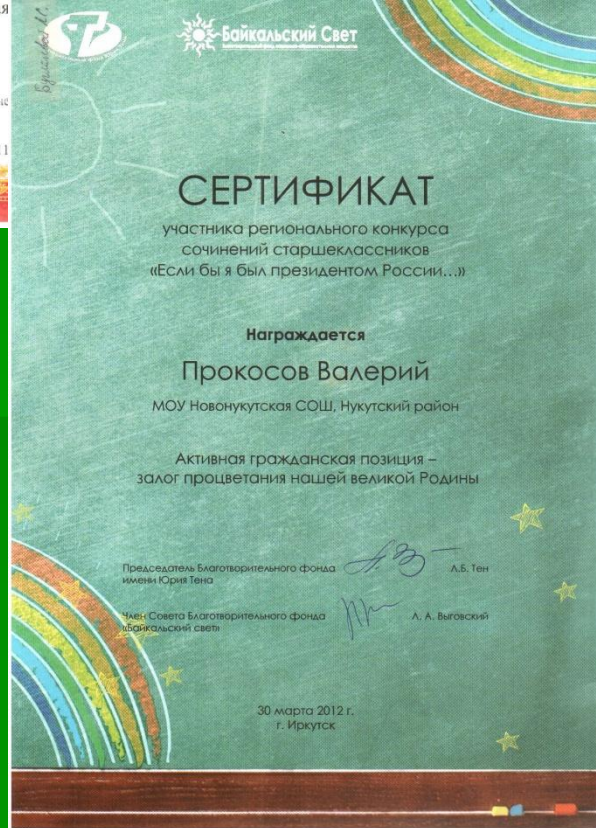 Байкальский Свет
СЕРТИФИКАТ
участника регионального конкурса
сочинений старшеклассников
«Если бы я был президентом России...»
Награждается
Прокосов Валерий
МОУ Новонукутская СОШ, Нукутский район
Активная гражданская позиция –
залог процветания нашей великой Родины
Председатель Благотворительного фонда
имени Юрия Тена
Л.Б. Тен
Член Совета Благотворительного фонда
«Байкальский свет»
Л. А. Выговский
30 марта 2012 г.
г. Иркутск